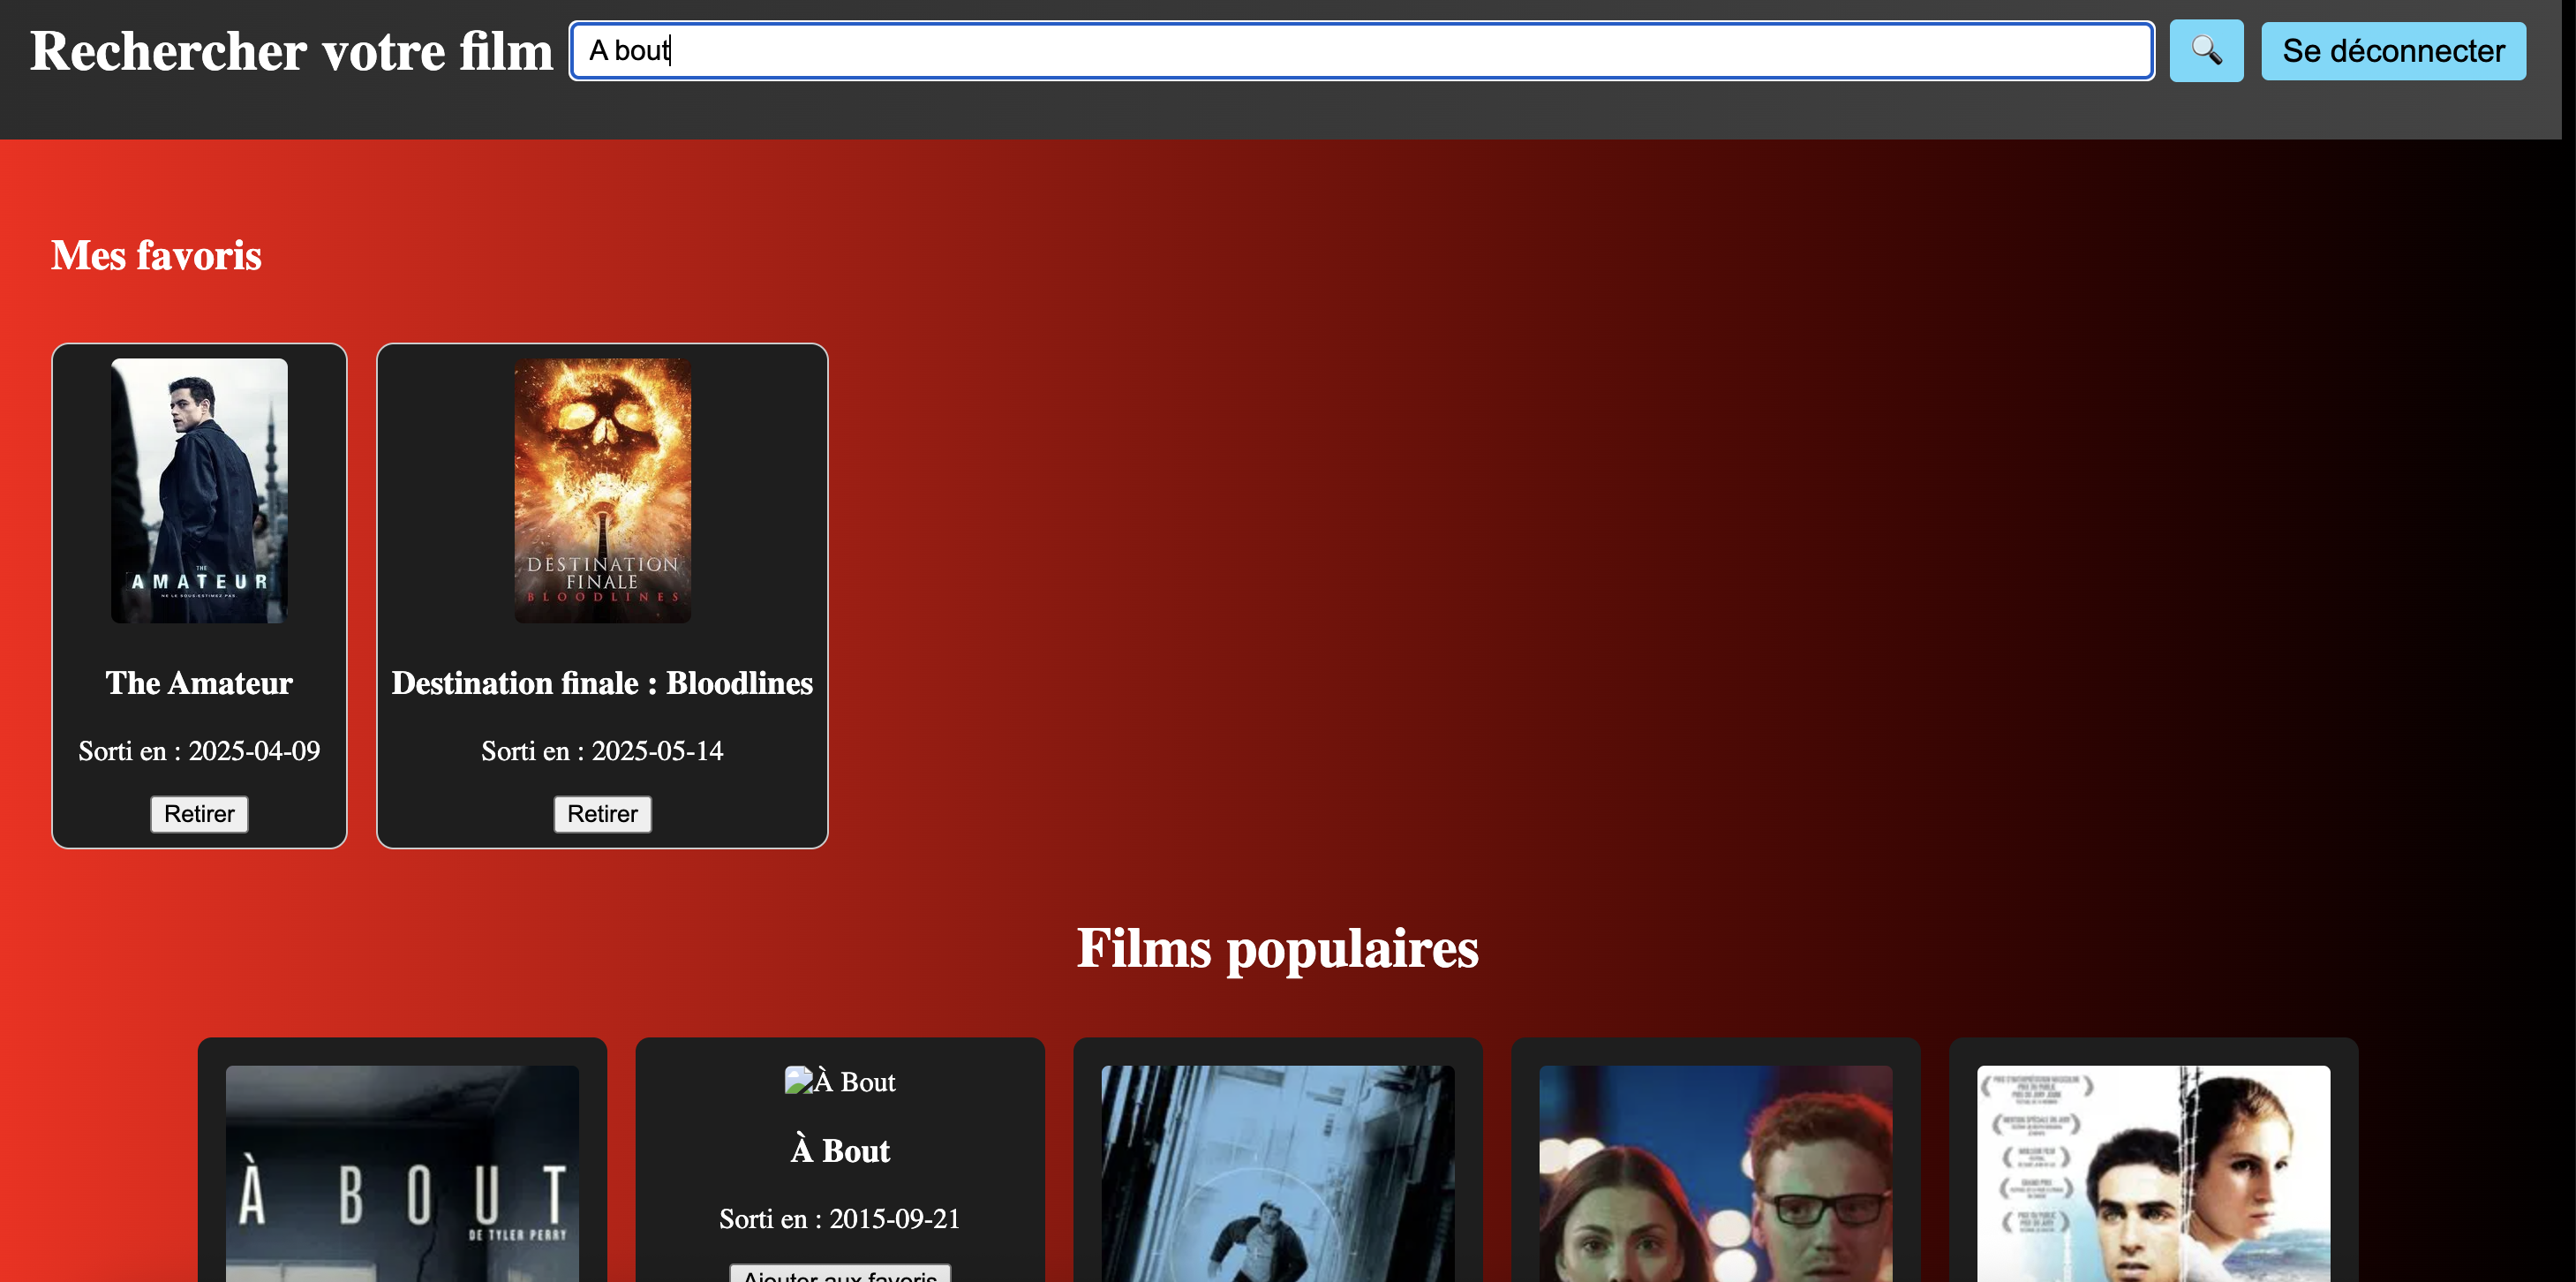 Rechercher votre film
A bout
Se déconnecter
Mes favoris
THE
AMATEUR
NE LE SOUS-ESTIMEZ PAS
DESTINATION
FINALE
BLOODLINES
The Amateur
Destination finale : Bloodlines
Sorti en : 2025-04-09
Sorti en : 2025-05-14
Retirer
Retirer
Films populaires
À BOUT
DE TYLER PERRY
À Bout
À Bout
Sorti en : 2015-09-21
Ajouter aux favoris